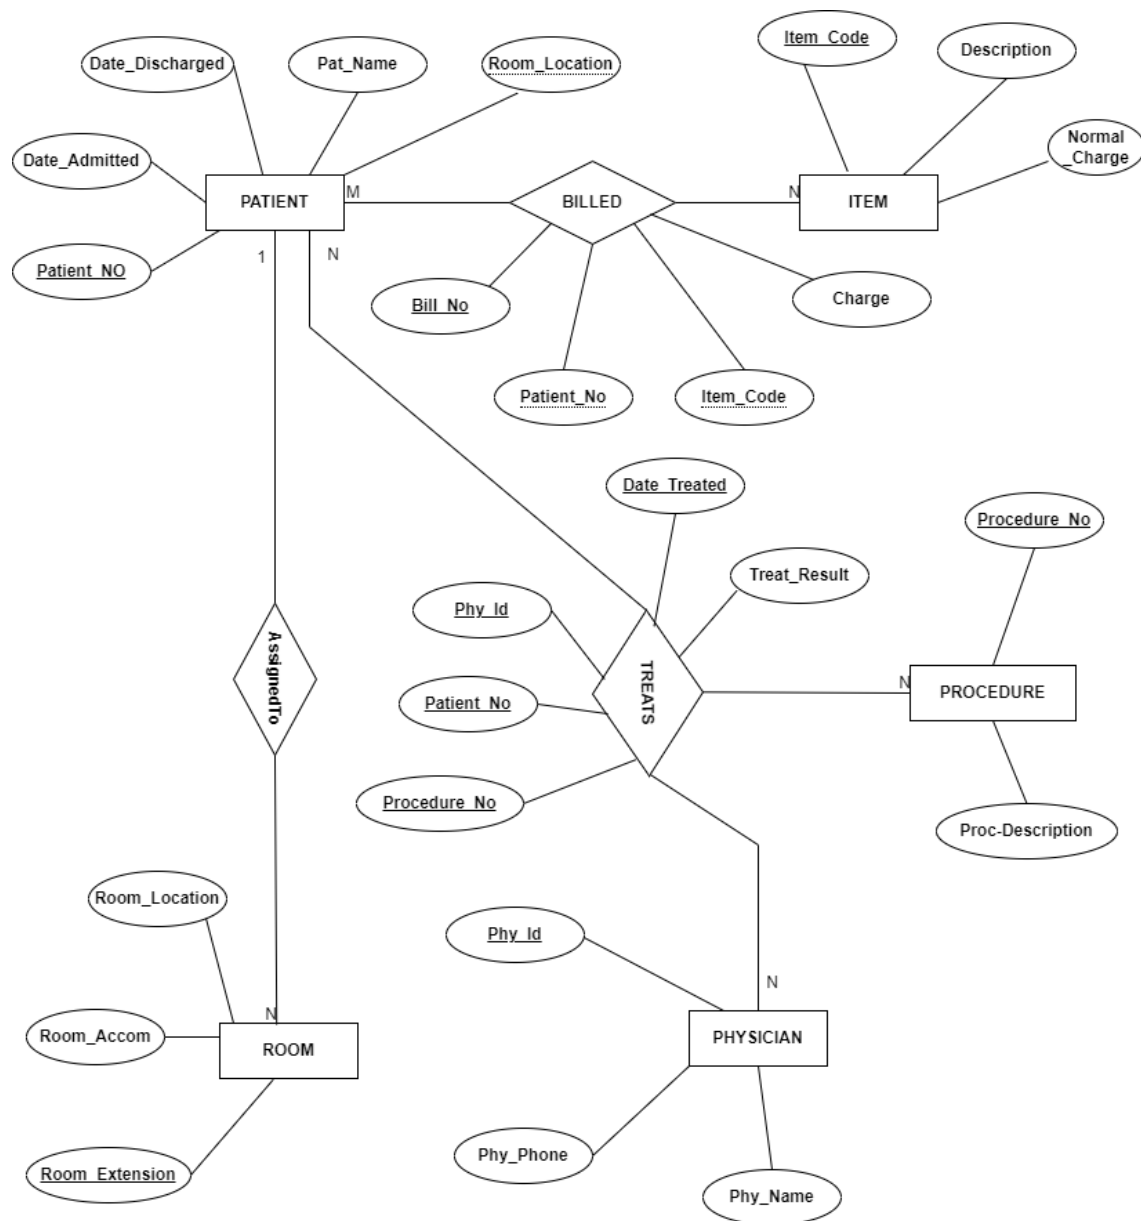 Item_Code
Date_Discharged
Pat_Name
Room_Location
Description
Normal
_Charge
Date_Admitted
PATIENT
M
BILLED
N
ITEM
1
N
Patient_NO
Bill_No
Charge
Patient_No
Item_Code
Date_Treated
Procedure_No
Treat_Result
Phy_Id
AssignedTo
TREATS
N
PROCEDURE
Patient_No
Procedure_No
Proc-Description
Room_Location
Phy_Id
N
N
Room_Accom
ROOM
PHYSICIAN
Phy_Phone
Room_Extension
Phy_Name